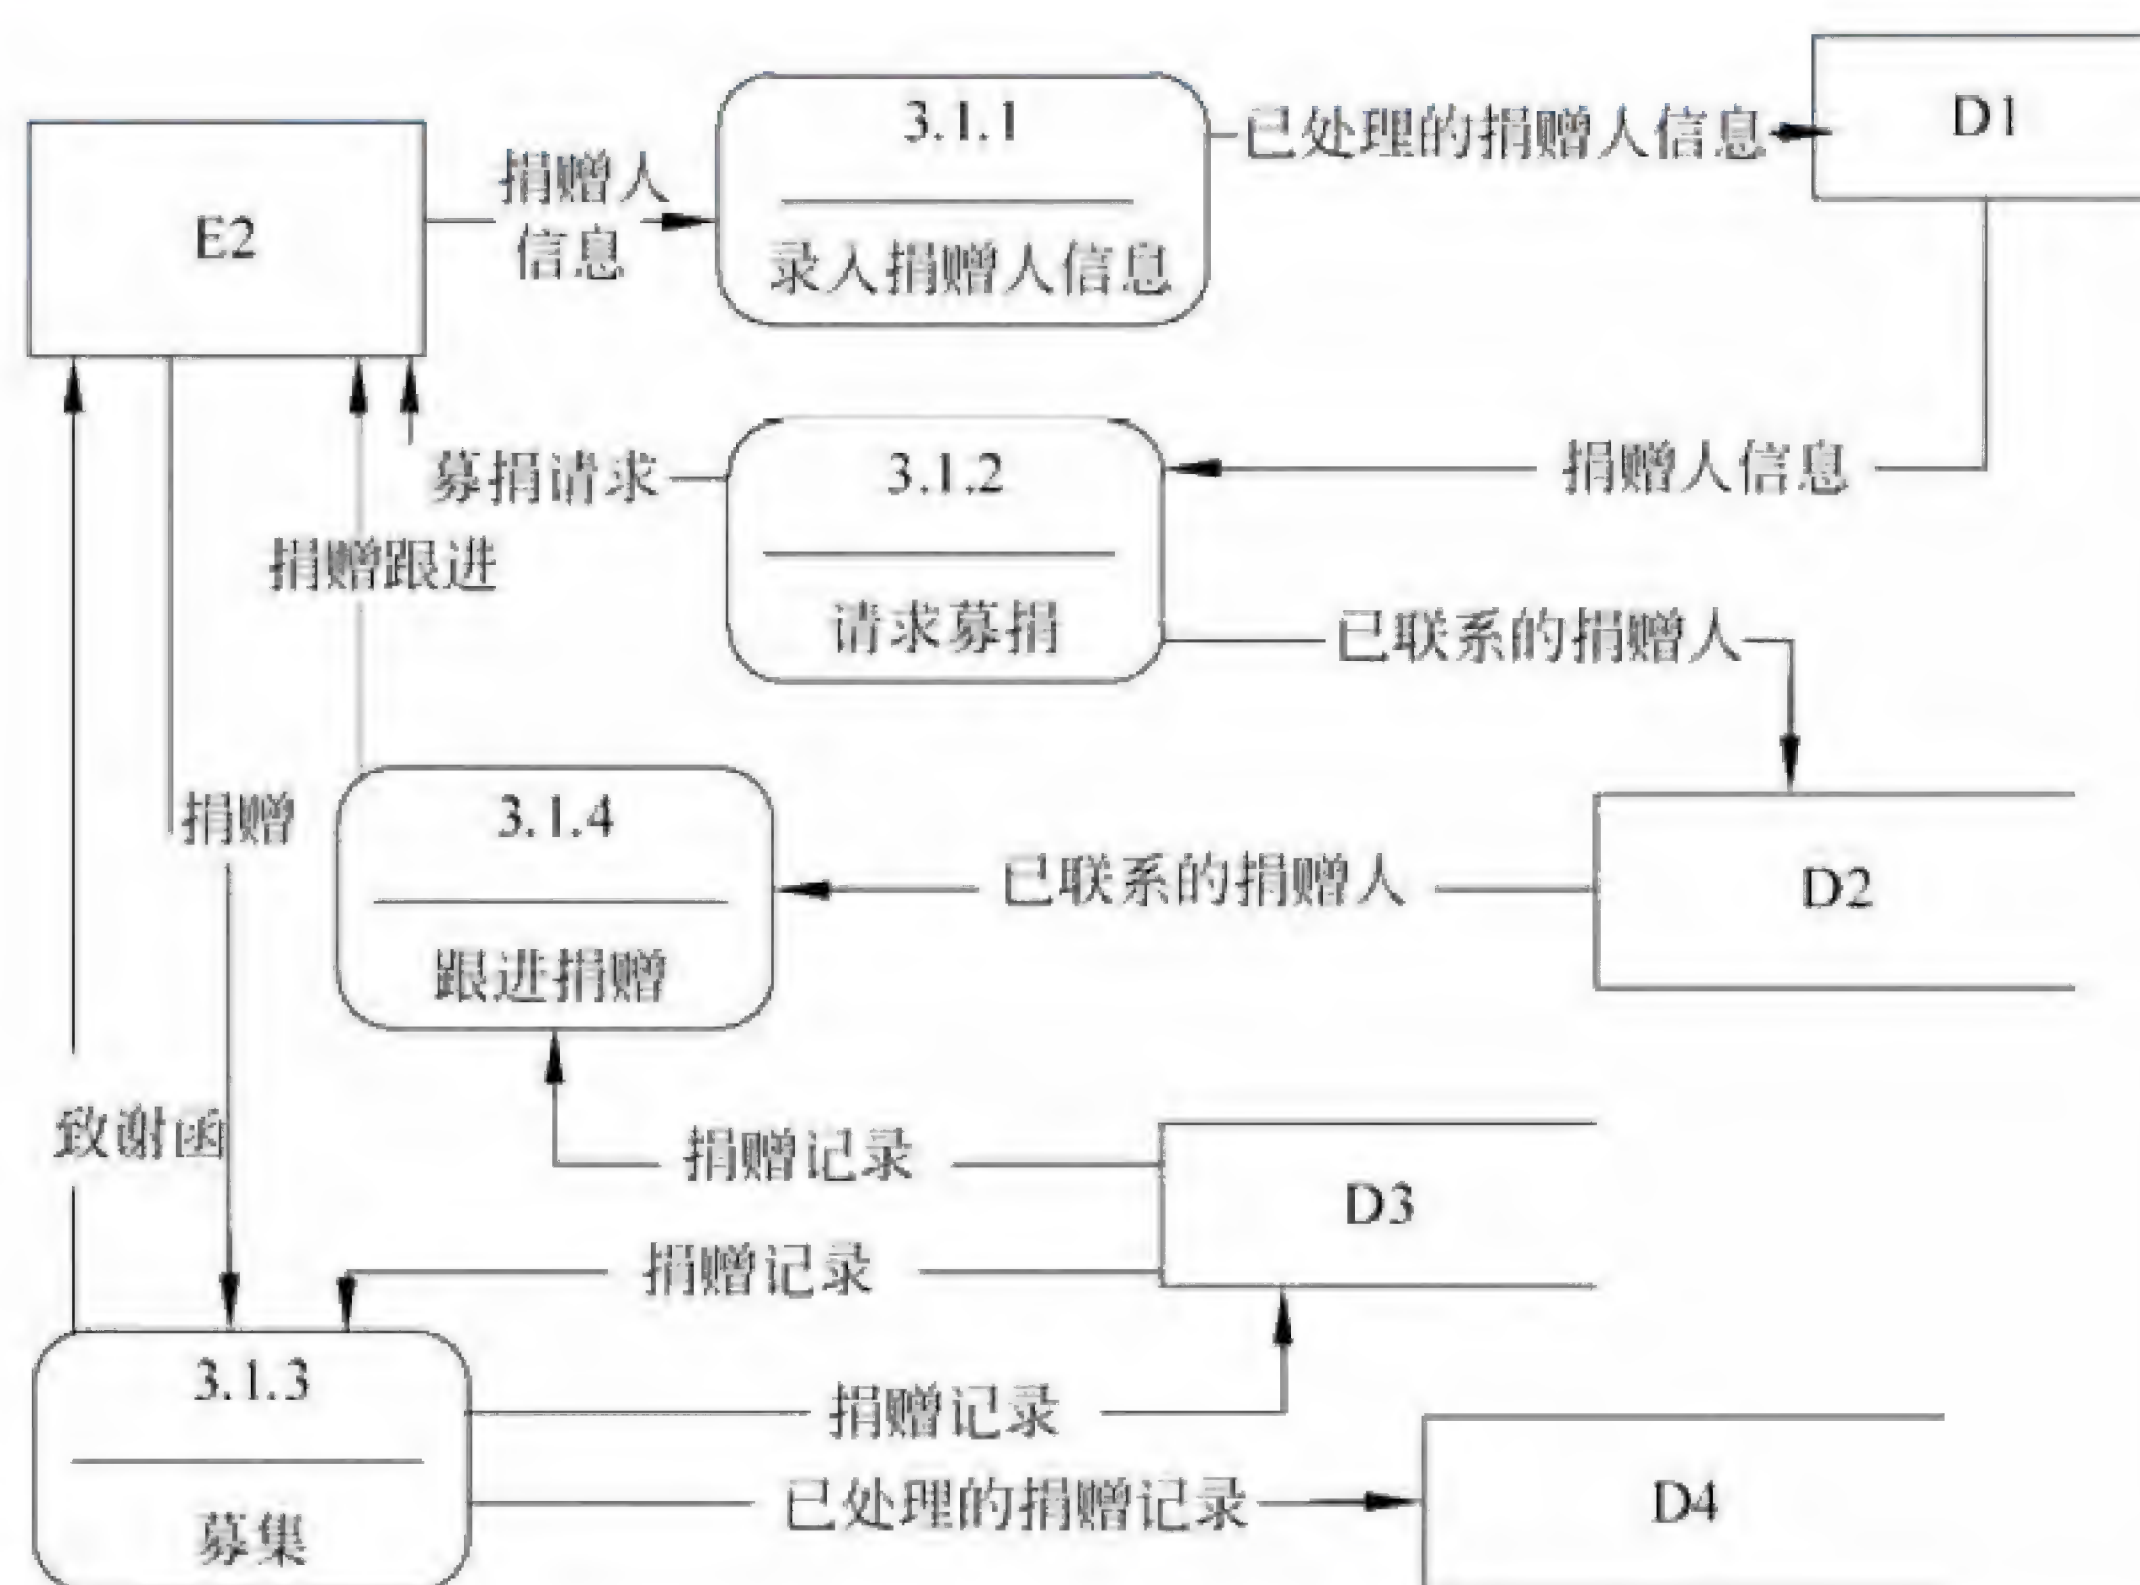 3.1.1
录入捐赠人信息
已处理的捐赠人信息
D1
E2
捐赠人
信息
募捐请求
3.1.2
请求募捐
捐赠人信息
捐赠跟进
已联系的捐赠人
捐赠
3.1.4
跟进捐赠
已联系的捐赠人
D2
致谢函
捐赠记录
D3
捐赠记录
3.1.3
募集
捐赠记录
已处理的捐赠记录
D4